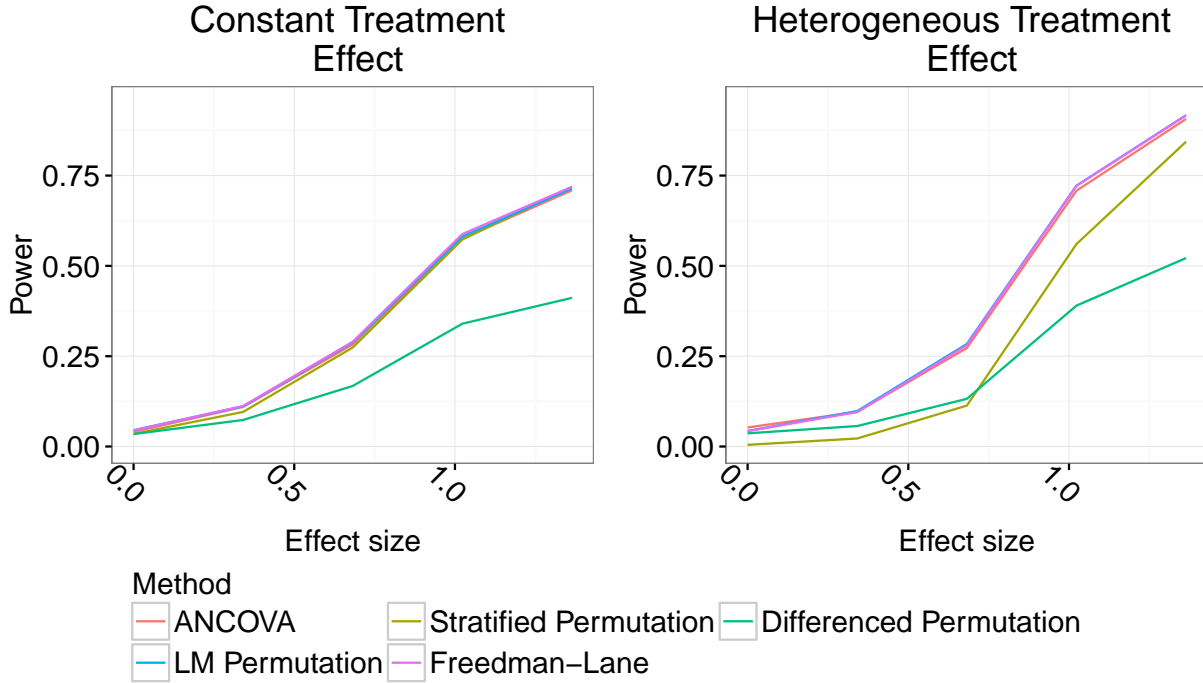 Constant Treatment
Effect
Heterogeneous Treatment
Effect
Power
0.75
0.50
0.25
0.00
0.0
0.5
1.0
Effect size
Power
0.75
0.50
0.25
0.00
0.0
0.5
1.0
Effect size
Method
ANCOVA
Stratified Permutation
Differenced Permutation
LM Permutation
Freedman−Lane